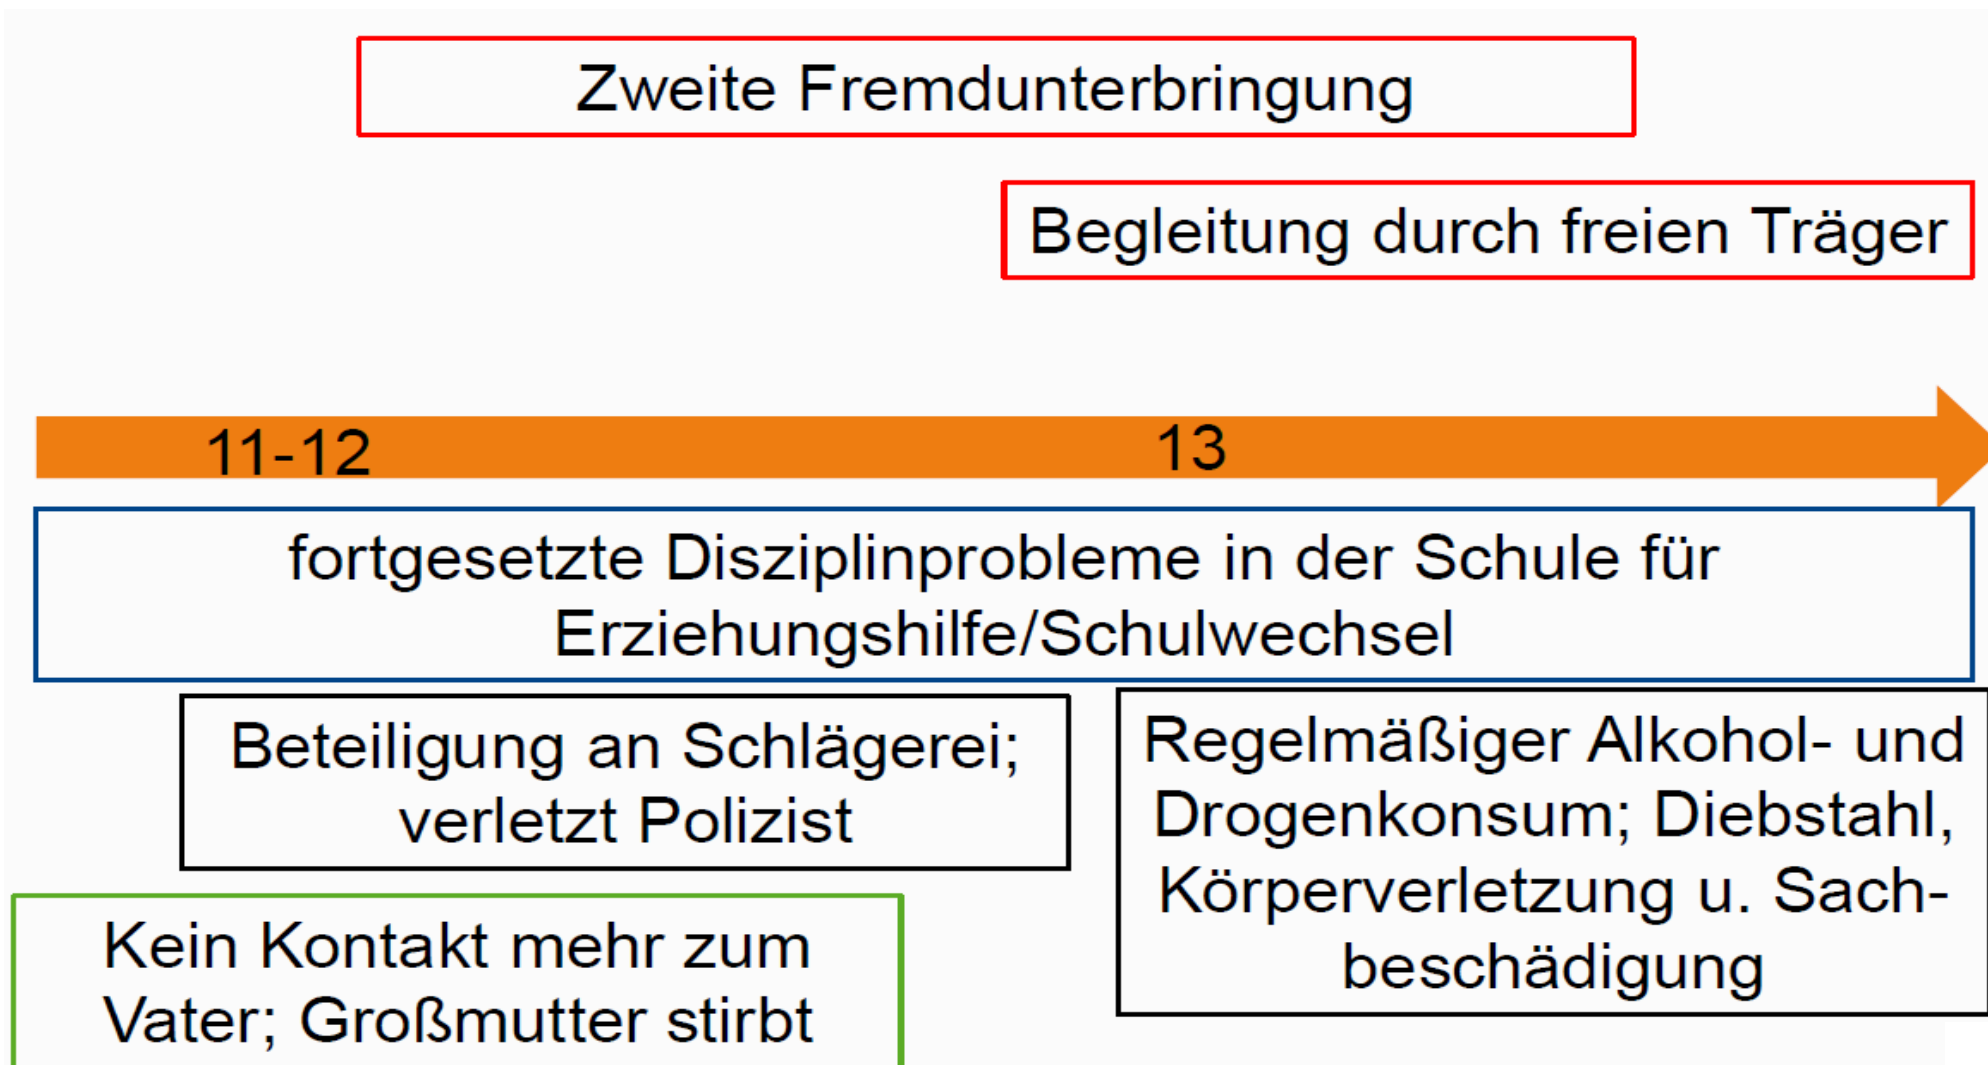 Zweite Fremdunterbringung
Begleitung durch freien Träger
11-12
13
fortgesetzte Disziplinprobleme in der Schule für
Erziehungshilfe/Schulwechsel
Beteiligung an Schlägerei;
verletzt Polizist
Regelmäßiger Alkohol- und
Drogenkonsum; Diebstahl,
Körperverletzung u. Sach-
beschädigung
Kein Kontakt mehr zum
Vater; Großmutter stirbt